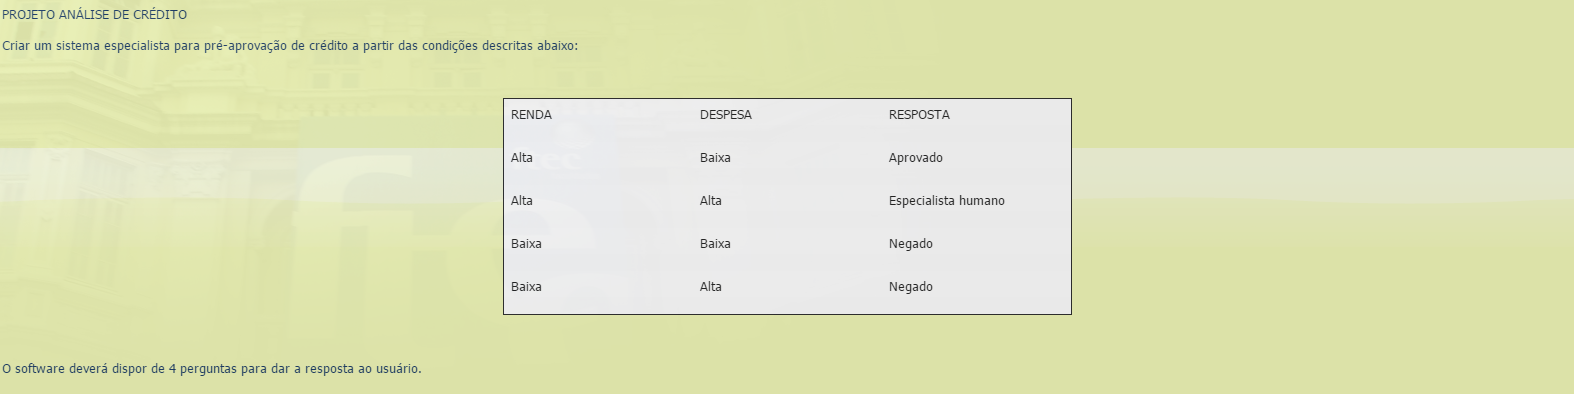 PROJETO ANÁLISE DE CRÉDITO
Criar um sistema especialista para pré-aprovação de crédito a partir das condições descritas abaixo:
RENDA DESPESA RESPOSTA
Alta Baixa Aprovado
Alta Alta Especialista humano
Baixa Baixa Negado
Baixa Alta Negado
O software deverá dispor de 4 perguntas para dar a resposta ao usuário.